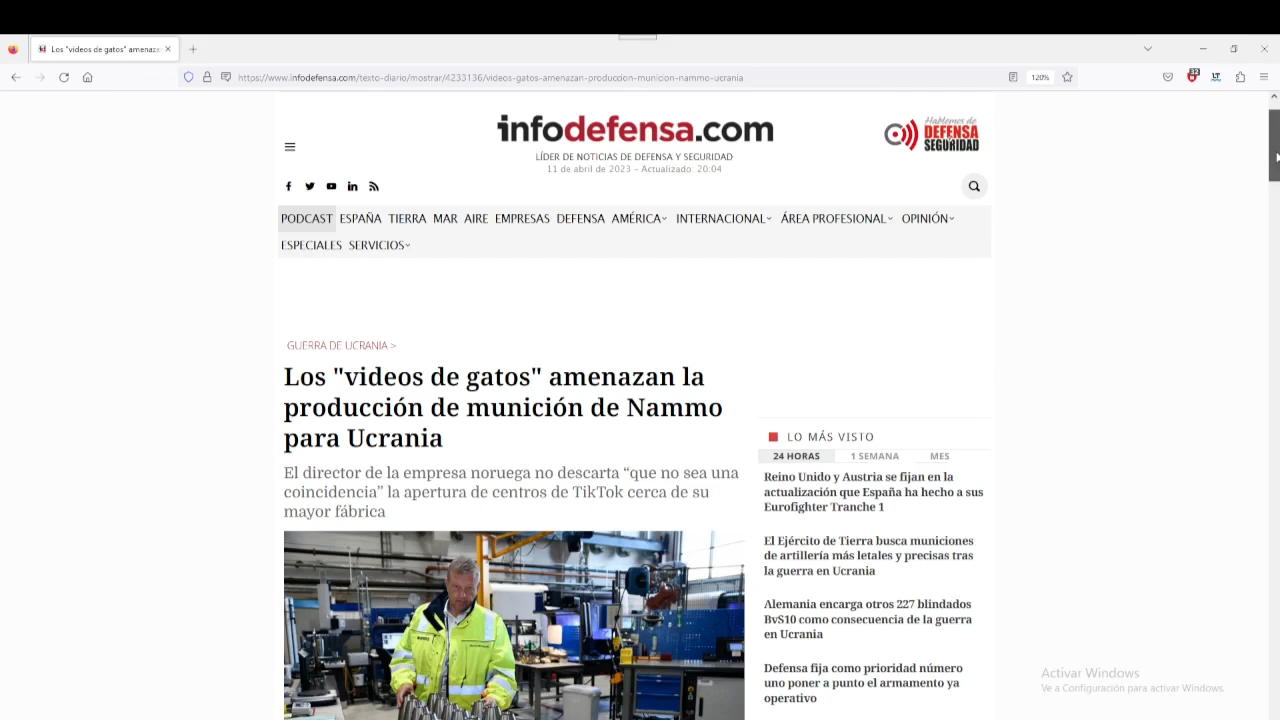 Los "videos de gatos" amenazan
https://www.infodefensa.com/texto-diario/mostrar/4233136/videos-gatos-amenazan-produccion-municion-nammo-ucrania
120%
32
LT
infodefensa.com
LÍDER DE NOTICIAS DE DEFENSA Y SEGURIDAD
11 de abril de 2023 - Actualizado: 20:04
Hablemos de
DEFENSA
SEGURIDAD
PODCAST ESPAÑA TIERRA MAR AIRE EMPRESAS DEFENSA AMÉRICA INTERNACIONAL ÁREA PROFESIONAL OPINIÓN
ESPECIALES SERVICIOS
GUERRA DE UCRANIA >
Los "videos de gatos" amenazan la
producción de munición de Nammo
para Ucrania
El director de la empresa noruega no descarta “que no sea una
coincidencia” la apertura de centros de TikTok cerca de su
mayor fábrica
LO MÁS VISTO
24 HORAS 1 SEMANA MES
Reino Unido y Austria se fijan en la
actualización que España ha hecho a sus
Eurofighter Tranche 1
El Ejército de Tierra busca municiones
de artillería más letales y precisas tras
la guerra en Ucrania
Alemania encarga otros 227 blindados
BvS10 como consecuencia de la guerra
en Ucrania
Defensa fija como prioridad número
uno poner a punto el armamento ya
operativo
Activar Windows
Ve a Configuración para activar Windows.